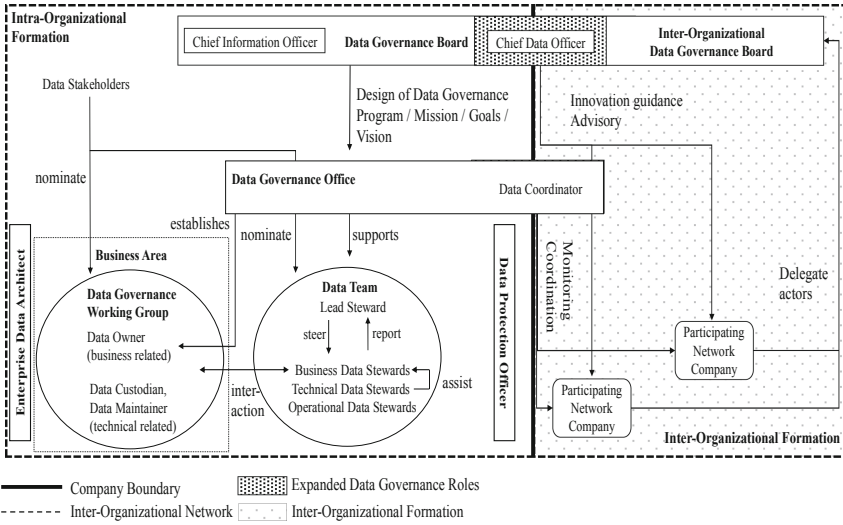 Intra-Organizational
Formation
Chief Information Officer
Data Governance Board
Chief Data Officer
Inter-Organizational
Data Governance Board
Data Stakeholders
Design of Data Governance
Program / Mission / Goals /
Vision
Innovation guidance
Advisory
nominate
Data Governance Office
Data Coordinator
establishes
nominate
supports
Enterprise Data Architect
Business Area
Data Governance
Working Group
Data Owner
(business related)
Data Custodian,
Data Maintainer
(technical related)
inter-
action
Data Team
Lead Steward
steer
report
Business Data Stewards
Technical Data Stewards
Operational Data Stewards
assist
Data Protection Officer
Monitoring
Coordination
Delegate
actors
Participating
Network
Company
Participating
Network
Company
Inter-Organizational Formation
Company Boundary
Expanded Data Governance Roles
Inter-Organizational Network
Inter-Organizational Formation